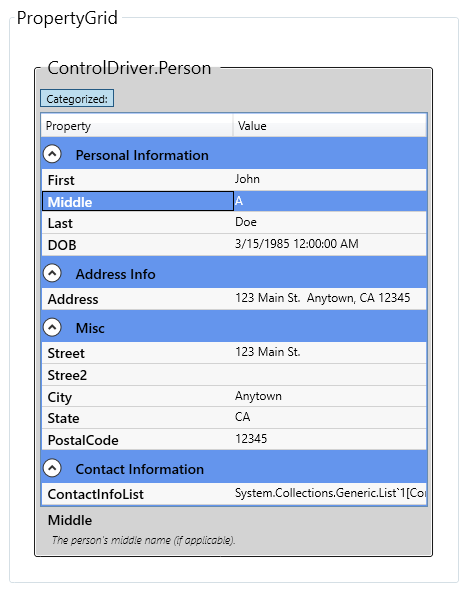 PropertyGrid
ControlDriver.Person
Categorized:
Property Value
Personal Information
First John
Middle A
Last Doe
DOB 3/15/1985 12:00:00 AM
Address Info
Address 123 Main St.  Anytown, CA 12345
Misc
Street 123 Main St.
Stree2
City Anytown
State CA
PostalCode 12345
Contact Information
ContactInfoList System.Collections.Generic.List`1[Co
Middle
The person's middle name (if applicable).